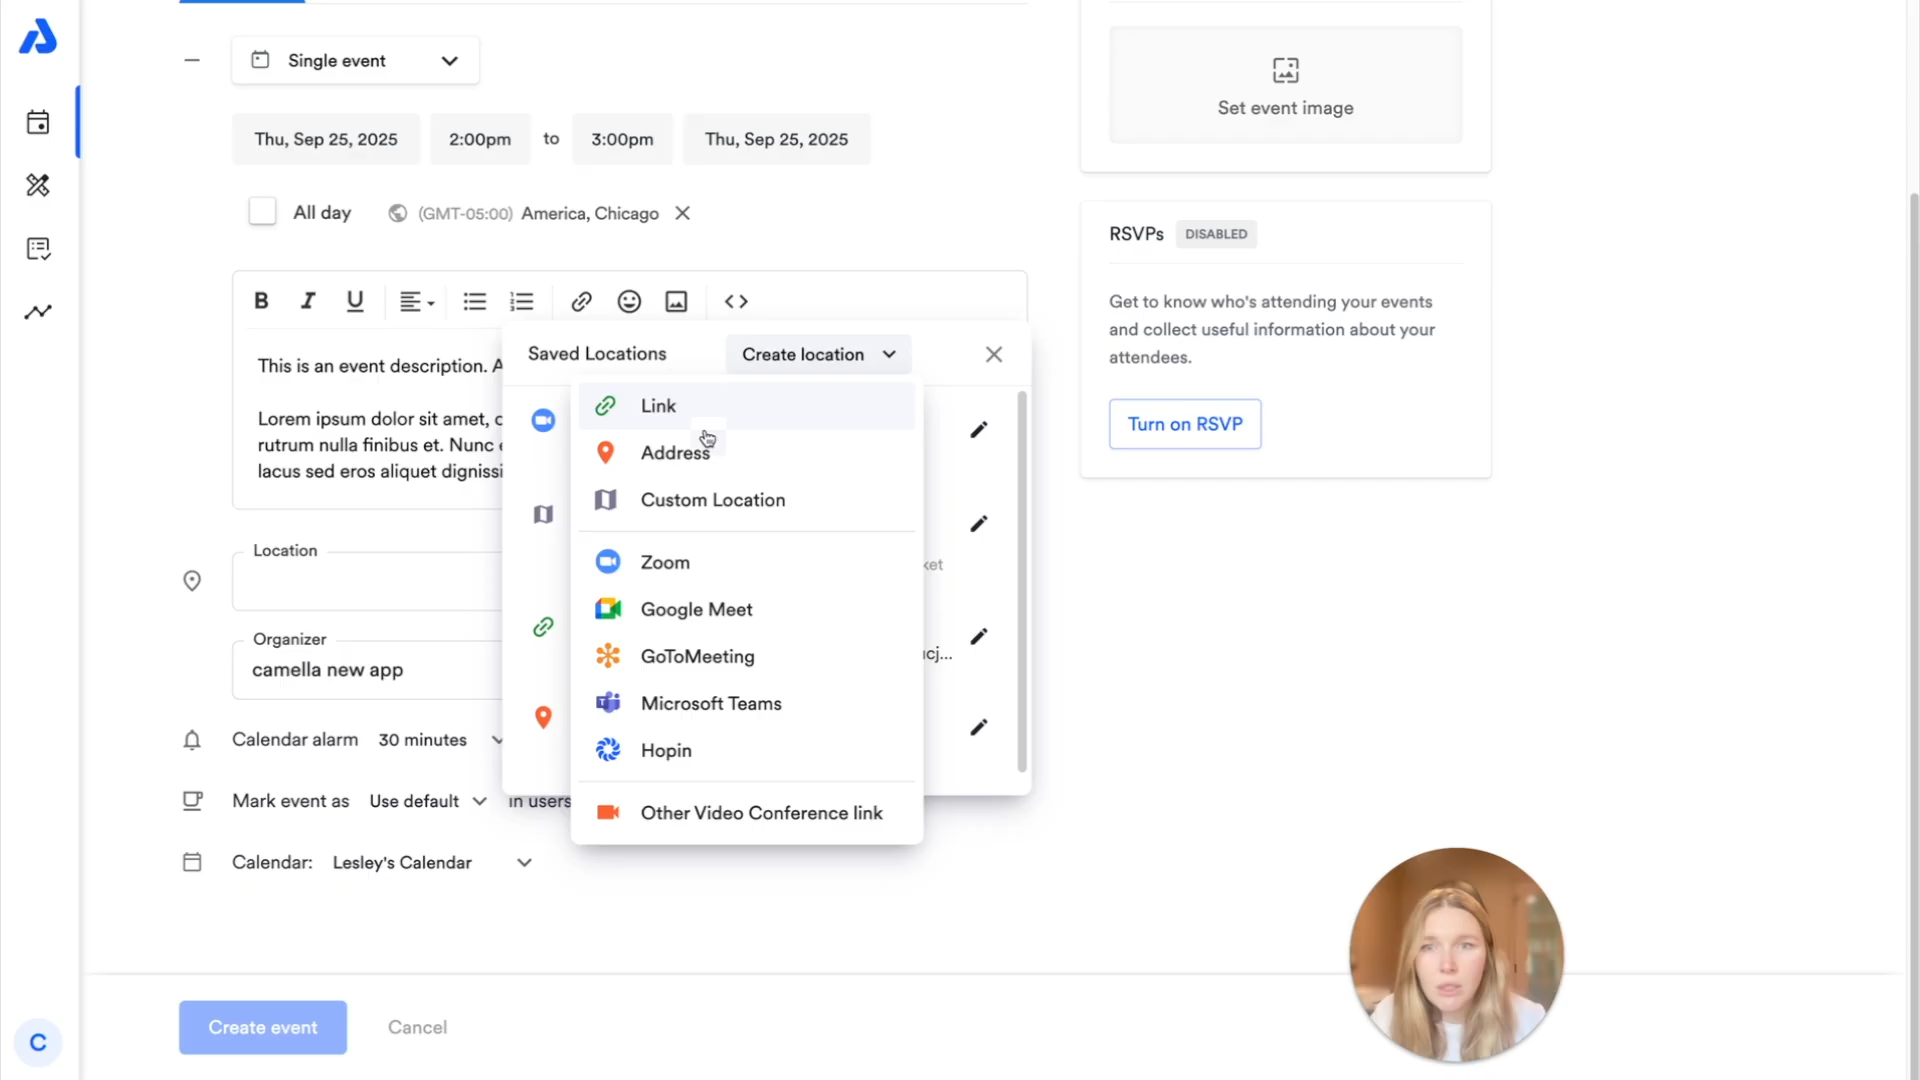 Single event
Thu, Sep 25, 2025 2:00pm to 3:00pm Thu, Sep 25, 2025
All day (GMT-05:00) America, Chicago
This is an event description. A
Lorem ipsum dolor sit amet, c
rutrum nulla finibus et. Nunc e
lacus sed eros aliquet dignissi
Saved Locations Create location
Link
Address
Custom Location
Zoom
Google Meet
GoToMeeting
Microsoft Teams
Hopin
Other Video Conference link
ket
ucj...
Location
Organizer
camella new app
Calendar alarm 30 minutes
Mark event as Use default in users
Calendar: Lesley's Calendar
Create event Cancel
C
Set event image
RSVPs DISABLED
Get to know who's attending your events
and collect useful information about your
attendees.
Turn on RSVP